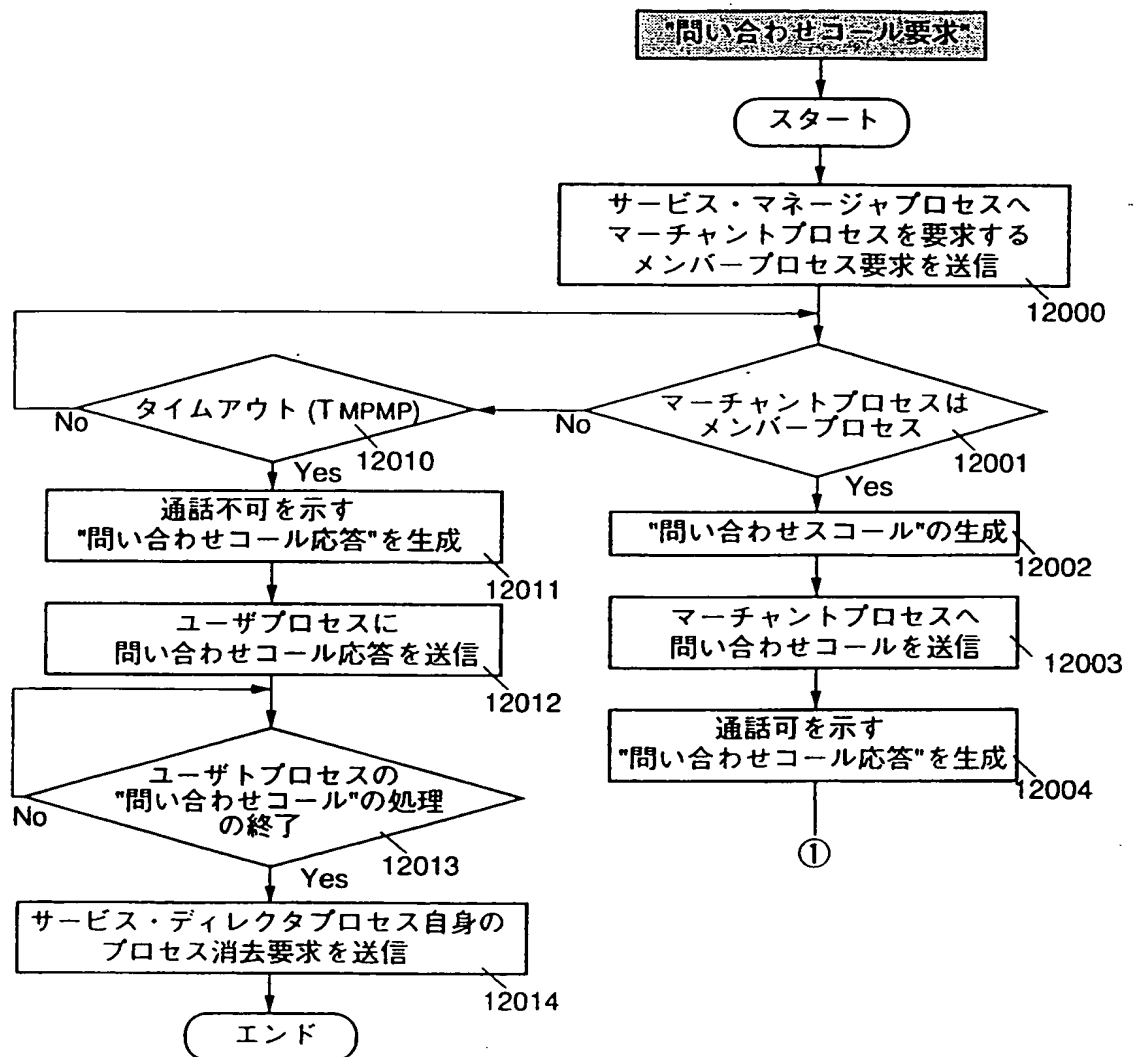 "問い合わせコール要求"
スタート
サービス・マネージャプロセスへ
マーチャントプロセスを要求する
メンバープロセス要求を送信
12000
マーチャントプロセスは
メンバープロセス
12001
No
Yes
タイムアウト (TMPMP)
12010
No
Yes
通話不可を示す
"問い合わせコール応答"を生成
12011
ユーザプロセスに
問い合わせコール応答を送信
12012
ユーザトプロセスの
"問い合わせコール"の処理
の終了
12013
No
Yes
サービス・ディレクタプロセス自身の
プロセス消去要求を送信
12014
エンド
"問い合わせスコール"の生成
12002
マーチャントプロセスへ
問い合わせコールを送信
12003
通話可を示す
"問い合わせコール応答"を生成
12004
①